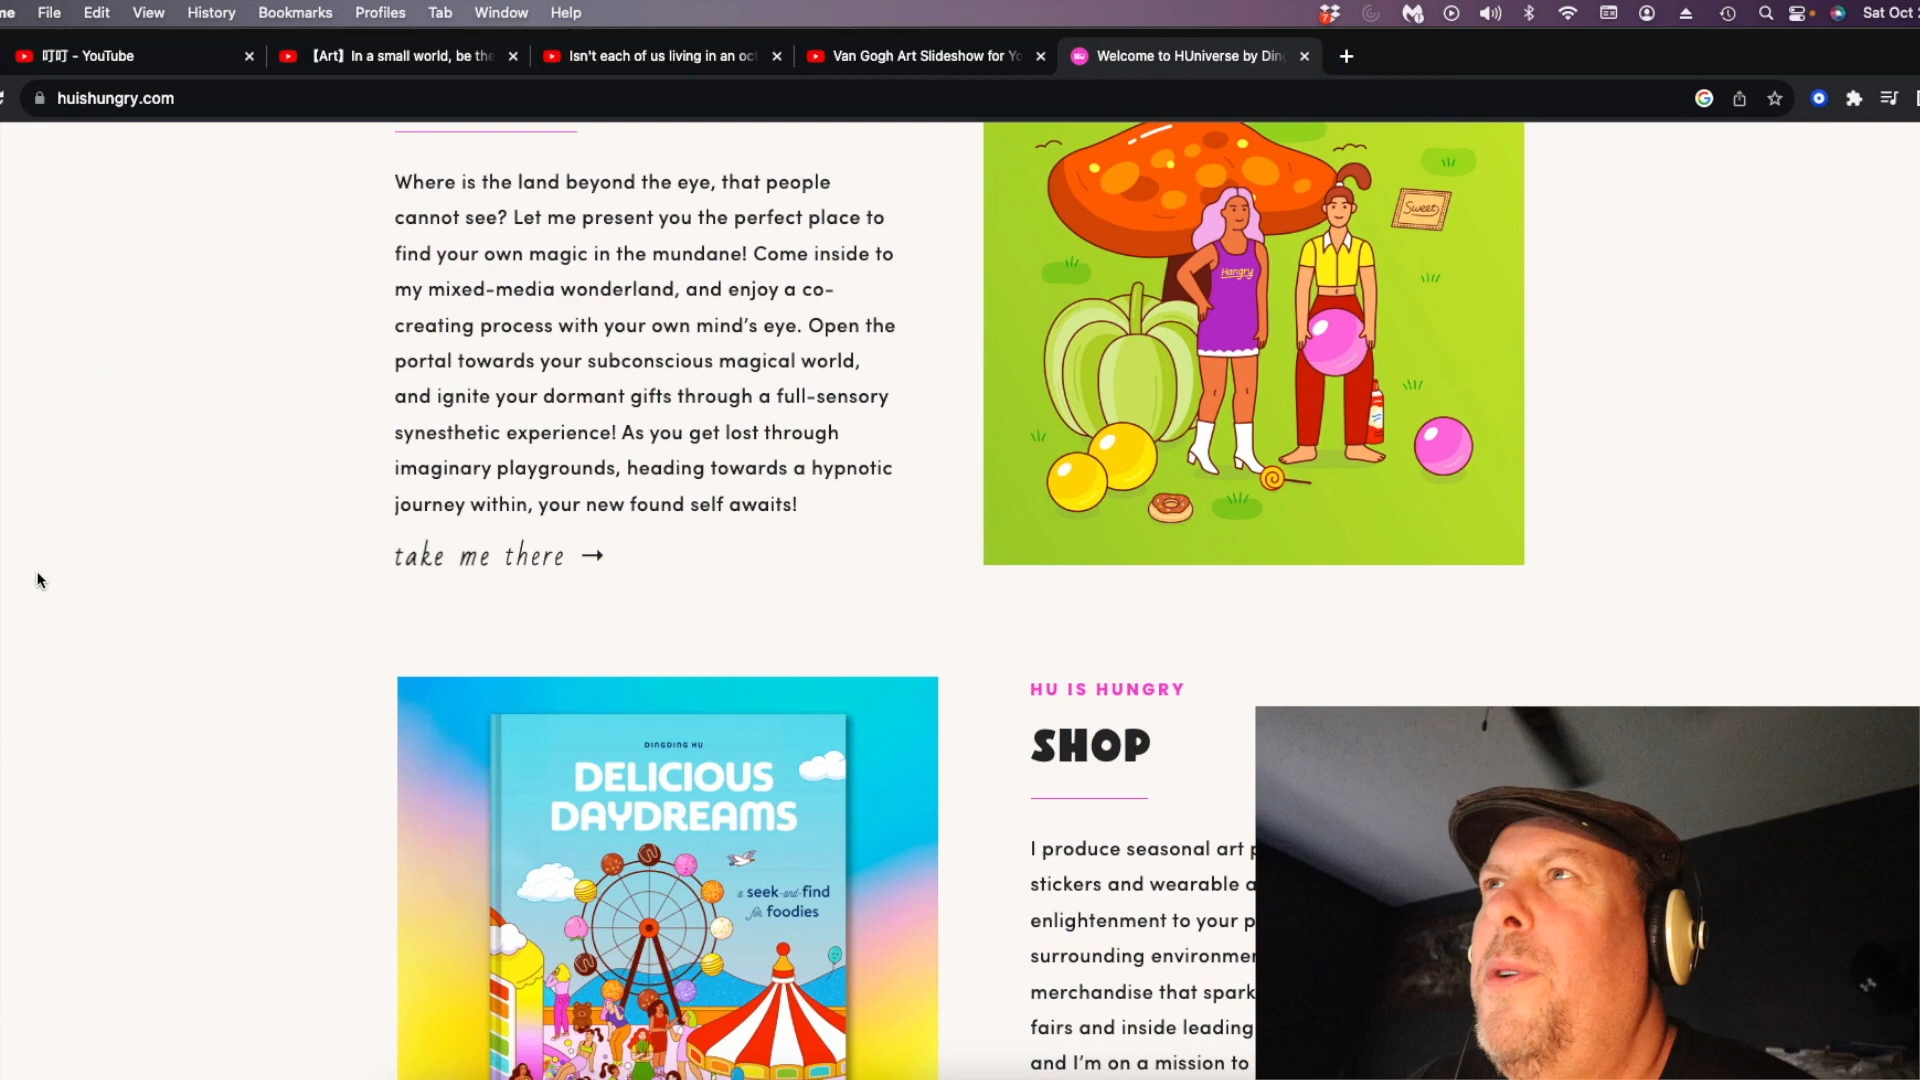 File Edit View History Bookmarks Profiles Tab Window Help
Sat Oct
叮叮 - YouTube
【Art】In a small world, be the
Isn't each of us living in an oct
Van Gogh Art Slideshow for Yo
Welcome to HUniverse by Ding
huishungry.com
Where is the land beyond the eye, that people
cannot see? Let me present you the perfect place to
find your own magic in the mundane! Come inside to
my mixed-media wonderland, and enjoy a co-
creating process with your own mind’s eye. Open the
portal towards your subconscious magical world,
and ignite your dormant gifts through a full-sensory
synesthetic experience! As you get lost through
imaginary playgrounds, heading towards a hypnotic
journey within, your new found self awaits!
take me there →
Sweet
Hangry
DINGDING HU
DELICIOUS
DAYDREAMS
a seek-and-find
for foodies
HU IS HUNGRY
SHOP
I produce seasonal art
stickers and wearable
enlightenment to your
surrounding
merchandise that spark
fairs and inside leading
and I’m on a mission to